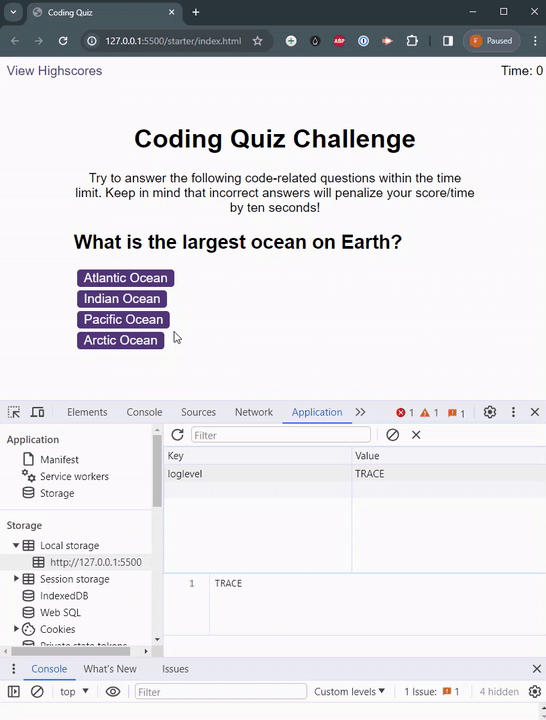 Coding Quiz
127.0.0.1:5500/starter/index.html
ABP
Paused
View Highscores
Time: 0
Coding Quiz Challenge
Try to answer the following code-related questions within the time
limit. Keep in mind that incorrect answers will penalize your score/time
by ten seconds!
What is the largest ocean on Earth?
Atlantic Ocean
Indian Ocean
Pacific Ocean
Arctic Ocean
Elements Console Sources Network Application 1 1 1
Application
Manifest
Service workers
Storage
Storage
Local storage
http://127.0.0.1:5500
Session storage
IndexedDB
Web SQL
Cookies
Private state tokens
Filter
Key Value
loglevel TRACE
1 TRACE
Console What's New Issues
top Filter Custom levels 1 Issue: 1 4 hidden